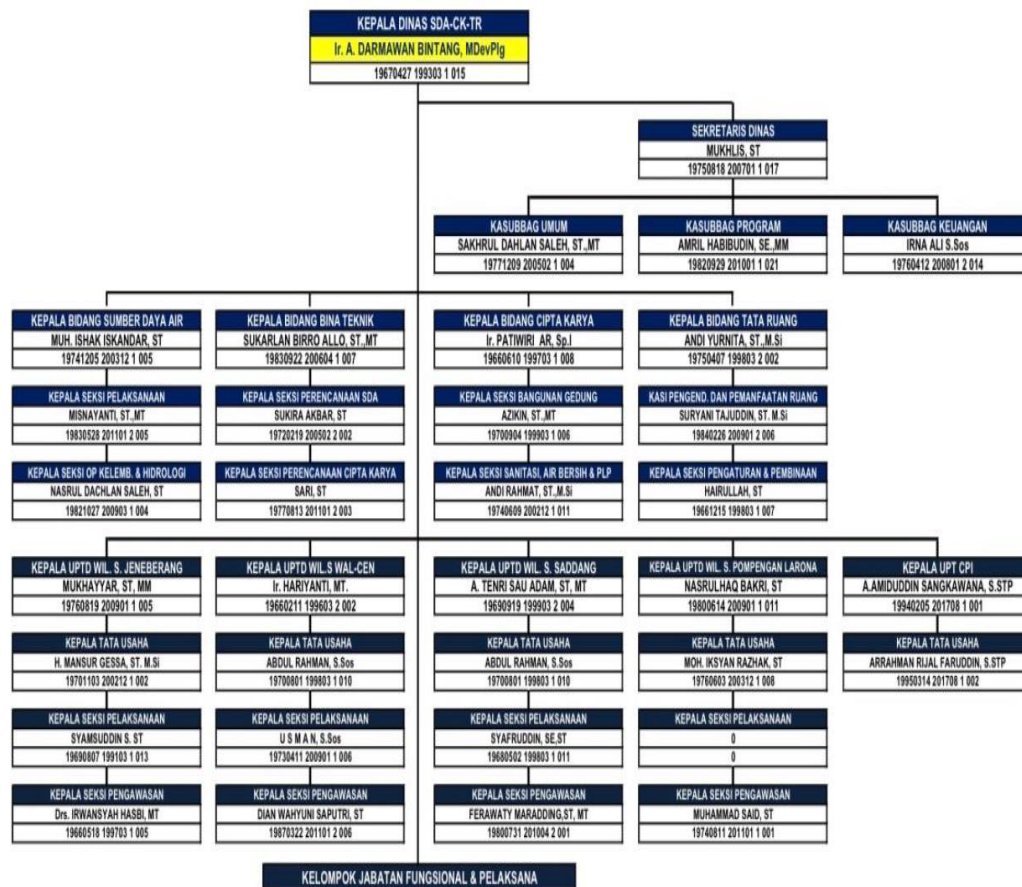 KEPALA DINAS SDA-CK-TR
Ir. A. DARMAWAN BINTANG, MDevPlg
19670427 199303 1 015
SEKRETARIS DINAS
MUKHLIS, ST
19750818 200701 1 017
KASUBBAG UMUM
SAKHRUL DAHLAN SALEH, ST.,MT
19771209 200502 1 004
KASUBBAG PROGRAM
AMRIL HABIBUDIN, SE.,MM
19820929 201001 1 021
KASUBBAG KEUANGAN
IRNA ALI S.Sos
19760412 200801 2 014
KEPALA BIDANG SUMBER DAYA AIR
MUH. ISHAK ISKANDAR, ST
19741205 200312 1 005
KEPALA BIDANG BINA TEKNIK
SUKARLAN BIRRO ALLO, ST.,MT
19830922 200604 1 007
KEPALA BIDANG CIPTA KARYA
Ir. PATIWIRI AR, Sp.I
19660610 199703 1 008
KEPALA BIDANG TATA RUANG
ANDI YURNITA, ST.,M.Si
19750407 199803 2 002
KEPALA SEKSI PELAKSANAAN
MISNAYANTI, ST.,MT
19830528 201101 2 005
KEPALA SEKSI PERENCANAAN SDA
SUKIRA AKBAR, ST
19720219 200502 2 002
KEPALA SEKSI BANGUNAN GEDUNG
AZIKIN, ST.,MT
19700904 199903 1 006
KASI PENGEND. DAN PEMANFAATAN RUANG
SURYANI TAJUDDIN, ST. M.Si
19840226 200901 2 006
KEPALA SEKSI OP KELEMB. & HIDROLOGI
NASRUL DACHLAN SALEH, ST
19821027 200903 1 004
KEPALA SEKSI PERENCANAAN CIPTA KARYA
SARI, ST
19770813 201101 2 003
KEPALA SEKSI SANITASI, AIR BERSIH & PLP
ANDI RAHMAT, ST.,M.Si
19740609 200212 1 011
KEPALA SEKSI PENGATURAN & PEMBINAAN
HAIRULLAH, ST
19661215 199803 1 007
KEPALA UPTD WIL. S. JENEBERANG
MUKHAYYAR, ST, MM
19760819 200901 1 005
KEPALA UPTD WIL.S WAL-CEN
Ir. HARIYANTI, MT.
19660211 199603 2 002
KEPALA UPTD WIL. S. SADDANG
A. TENRI SAU ADAM, ST, MT
19690919 199903 2 004
KEPALA UPTD WIL. S. POMPENGAN LARONA
NASRULHAQ BAKRI, ST
19800614 200901 1 011
KEPALA UPT CPI
A.AMIDUDDIN SANGKAWANA, S.STP
19940205 201708 1 001
KEPALA TATA USAHA
H. MANSUR GESSA, ST. M.Si
19701103 200212 1 002
KEPALA TATA USAHA
ABDUL RAHMAN, S.Sos
19700801 199803 1 010
KEPALA TATA USAHA
ABDUL RAHMAN, S.Sos
19700801 199803 1 010
KEPALA TATA USAHA
MOH. IKSYAN RAZHAK, ST
19760603 200312 1 008
KEPALA TATA USAHA
ARRAHMAN RIJAL FARUDDIN, S.STP
19950314 201708 1 002
KEPALA SEKSI PELAKSANAAN
SYAMSUDDIN S. ST
19690807 199103 1 013
KEPALA SEKSI PELAKSANAAN
U S M A N, S.Sos
19730411 200901 1 006
KEPALA SEKSI PELAKSANAAN
SYAFRUDDIN, SE,ST
19680502 199803 1 011
KEPALA SEKSI PELAKSANAAN
0
0
KEPALA SEKSI PENGAWASAN
Drs. IRWANSYAH HASBI, MT
19660518 199703 1 005
KEPALA SEKSI PENGAWASAN
DIAN WAHYUNI SAPUTRI, ST
19870322 201101 2 006
KEPALA SEKSI PENGAWASAN
FERAWATY MARADDING,ST, MT
19800731 201004 2 001
KEPALA SEKSI PENGAWASAN
MUHAMMAD SAID, ST
19740811 201101 1 001
KELOMPOK JABATAN FUNGSIONAL & PELAKSANA